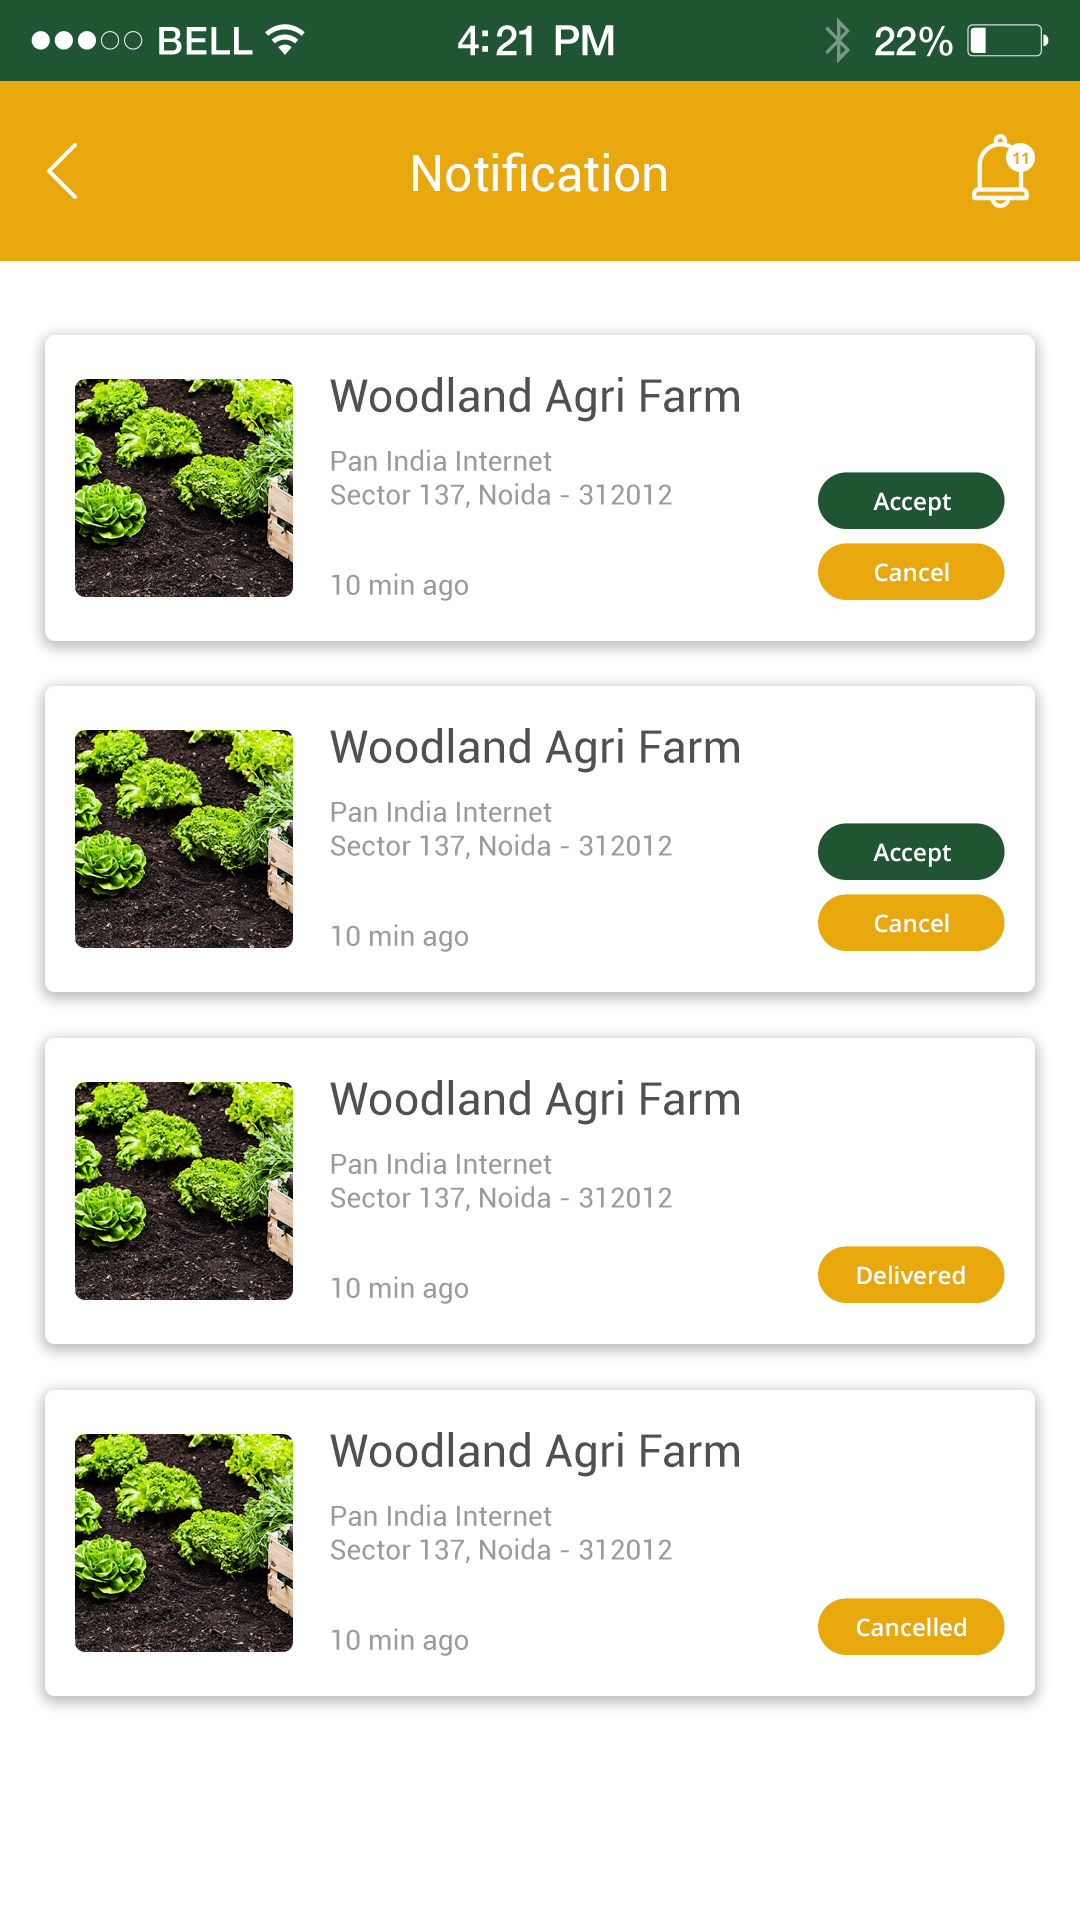 BELL 4:21 PM 22%
Notification 11
Woodland Agri Farm
Pan India Internet
Sector 137, Noida - 312012
Accept
Cancel
10 min ago
Woodland Agri Farm
Pan India Internet
Sector 137, Noida - 312012
Accept
Cancel
10 min ago
Woodland Agri Farm
Pan India Internet
Sector 137, Noida - 312012
10 min ago
Delivered
Woodland Agri Farm
Pan India Internet
Sector 137, Noida - 312012
10 min ago
Cancelled